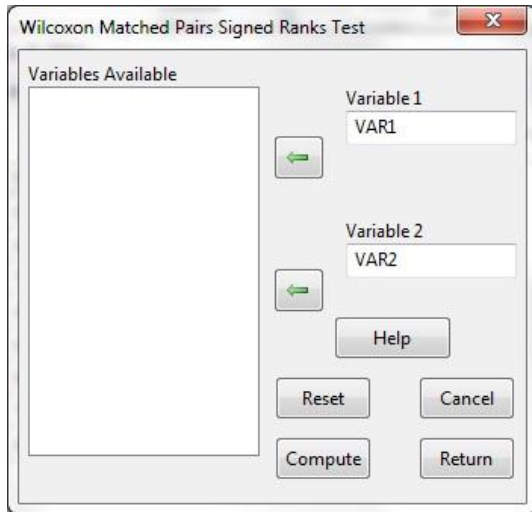 Wilcoxon Matched Pairs Signed Ranks Test
Variables Available
Variable 1
VAR1
Variable 2
VAR2
Help
Reset
Cancel
Compute
Return